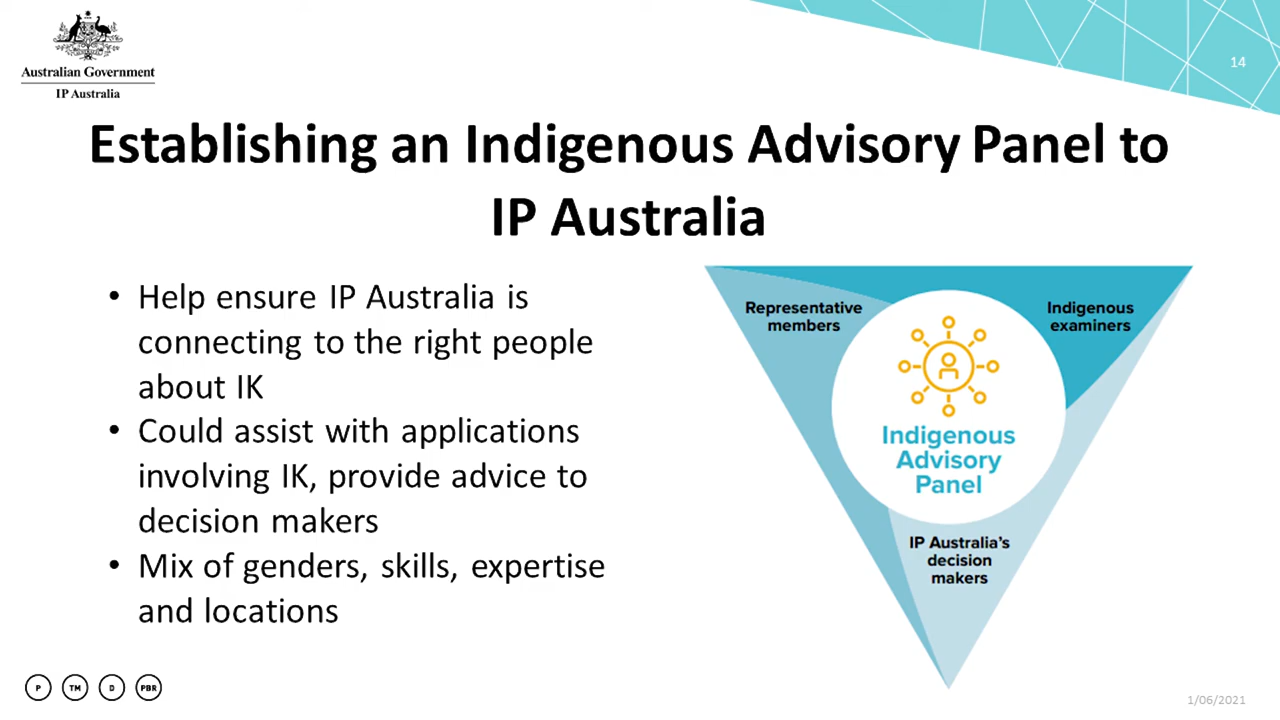 Australian Government
IP Australia
14
Establishing an Indigenous Advisory Panel to
IP Australia
• Help ensure IP Australia is
connecting to the right people
about IK
• Could assist with applications
involving IK, provide advice to
decision makers
• Mix of genders, skills, expertise
and locations
Representative
members
Indigenous
examiners
Indigenous
Advisory
Panel
IP Australia's
decision
makers
P TM D PBR
1/06/2021